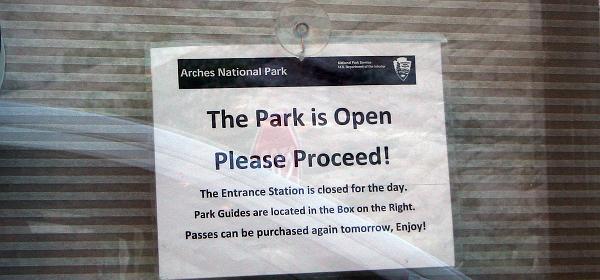 Arches National Park
National Park Service
U.S. Department of the Interior
The Park is Open
Please Proceed!
The Entrance Station is closed for the day.
Park Guides are located in the Box on the Right.
Passes can be purchased again tomorrow, Enjoy!